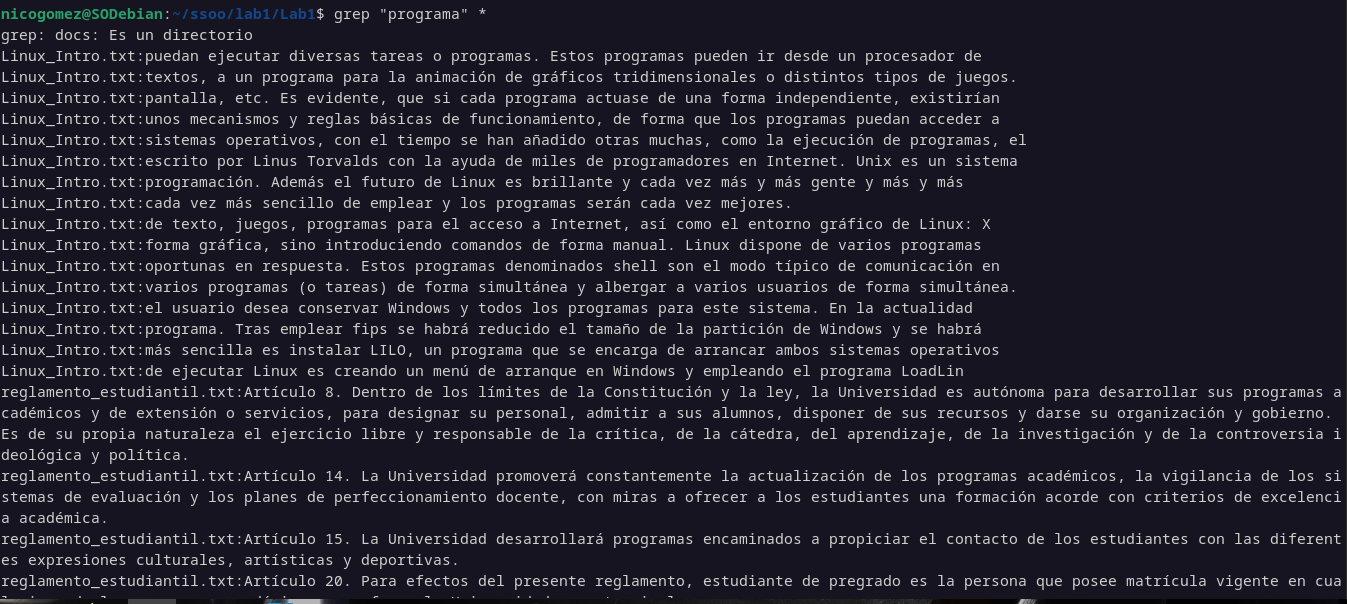 nicogomez@SODebian:~/ssoo/lab1/Lab1$ grep "programa" *
grep: docs: Es un directorio
Linux_Intro.txt:puedan ejecutar diversas tareas o programas. Estos programas pueden ir desde un procesador de
Linux_Intro.txt:textos, a un programa para la animación de gráficos tridimensionales o distintos tipos de juegos.
Linux_Intro.txt:pantalla, etc. Es evidente, que si cada programa actuase de una forma independiente, existirían
Linux_Intro.txt:unos mecanismos y reglas básicas de funcionamiento, de forma que los programas puedan acceder a
Linux_Intro.txt:sistemas operativos, con el tiempo se han añadido otras muchas, como la ejecución de programas, el
Linux_Intro.txt:escrito por Linus Torvalds con la ayuda de miles de programadores en Internet. Unix es un sistema
Linux_Intro.txt:programación. Además el futuro de Linux es brillante y cada vez más y más gente y más y más
Linux_Intro.txt:cada vez más sencillo de emplear y los programas serán cada vez mejores.
Linux_Intro.txt:de texto, juegos, programas para el acceso a Internet, así como el entorno gráfico de Linux: X
Linux_Intro.txt:forma gráfica, sino introduciendo comandos de forma manual. Linux dispone de varios programas
Linux_Intro.txt:oportunas en respuesta. Estos programas denominados shell son el modo típico de comunicación en
Linux_Intro.txt:varios programas (o tareas) de forma simultánea y albergar a varios usuarios de forma simultánea.
Linux_Intro.txt:el usuario desea conservar Windows y todos los programas para este sistema. En la actualidad
Linux_Intro.txt:programa. Tras emplear fips se habrá reducido el tamaño de la partición de Windows y se habrá
Linux_Intro.txt:más sencilla es instalar LILO, un programa que se encarga de arrancar ambos sistemas operativos
Linux_Intro.txt:de ejecutar Linux es creando un menú de arranque en Windows y empleando el programa LoadLin
reglamento_estudiantil.txt:Artículo 8. Dentro de los límites de la Constitución y la ley, la Universidad es autónoma para desarrollar sus programas a
cadémicos y de extensión o servicios, para designar su personal, admitir a sus alumnos, disponer de sus recursos y darse su organización y gobierno.
Es de su propia naturaleza el ejercicio libre y responsable de la crítica, de la cátedra, del aprendizaje, de la investigación y de la controversia i
deológica y política.
reglamento_estudiantil.txt:Artículo 14. La Universidad promoverá constantemente la actualización de los programas académicos, la vigilancia de los si
stemas de evaluación y los planes de perfeccionamiento docente, con miras a ofrecer a los estudiantes una formación acorde con criterios de excelenci
a académica.
reglamento_estudiantil.txt:Artículo 15. La Universidad desarrollará programas encaminados a propiciar el contacto de los estudiantes con las diferent
es expresiones culturales, artísticas y deportivas.
reglamento_estudiantil.txt:Artículo 20. Para efectos del presente reglamento, estudiante de pregrado es la persona que posee matrícula vigente en cua